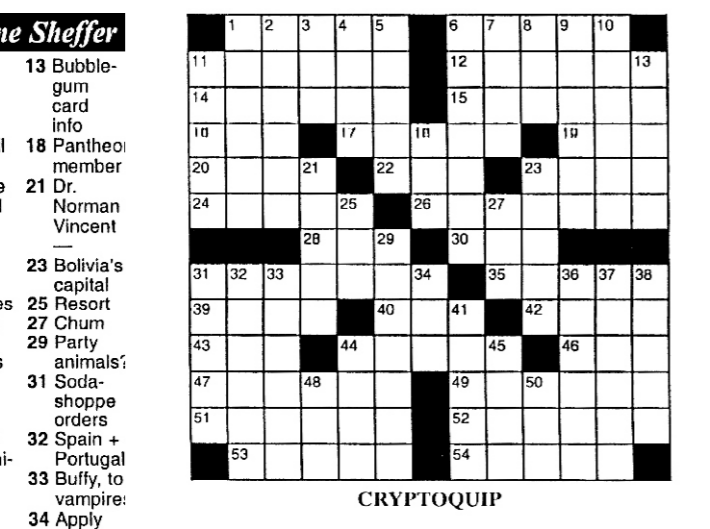 ne Sheffer
13 Bubble-
gum
card
info
18 Pantheo
member
21 Dr.
Norman
Vincent
—
23 Bolivia's
capital
25 Resort
27 Chum
29 Party
animals?
31 Soda-
shoppe
orders
32 Spain +
Portugal
33 Buffy, to
vampires
34 Apply
1 2 3 4 5 6 7 8 9 10
11 12 13
14 15
16 17 18 19
20 21 22 23
24 25 26 27
28 29 30
31 32 33 34 35 36 37 38
39 40 41 42
43 44 45 46
47 48 49 50
51 52
53 54
CRYPTOQUIP